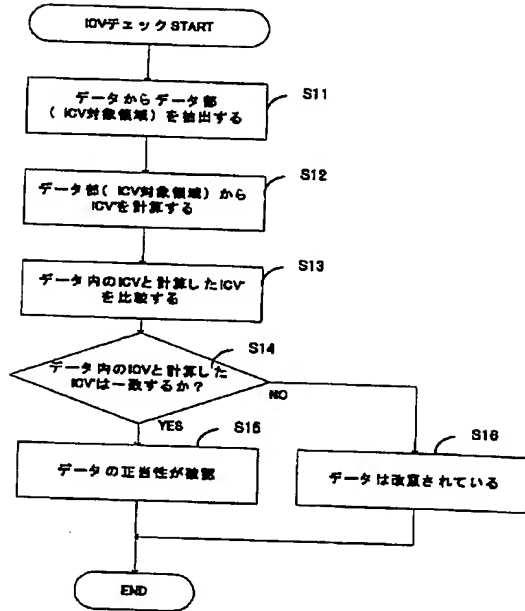 ICVチェックSTART
S11
データからデータ部
( ICV対象領域) を抽出する
S12
データ部( ICV対象領域) から
ICV'を計算する
S13
データ内のICVと計算したICV'
を比較する
S14
データ内のICVと計算した
ICV'は一致するか?
NO
YES
S15
データの正当性が確認
S16
データは改竄されている
END